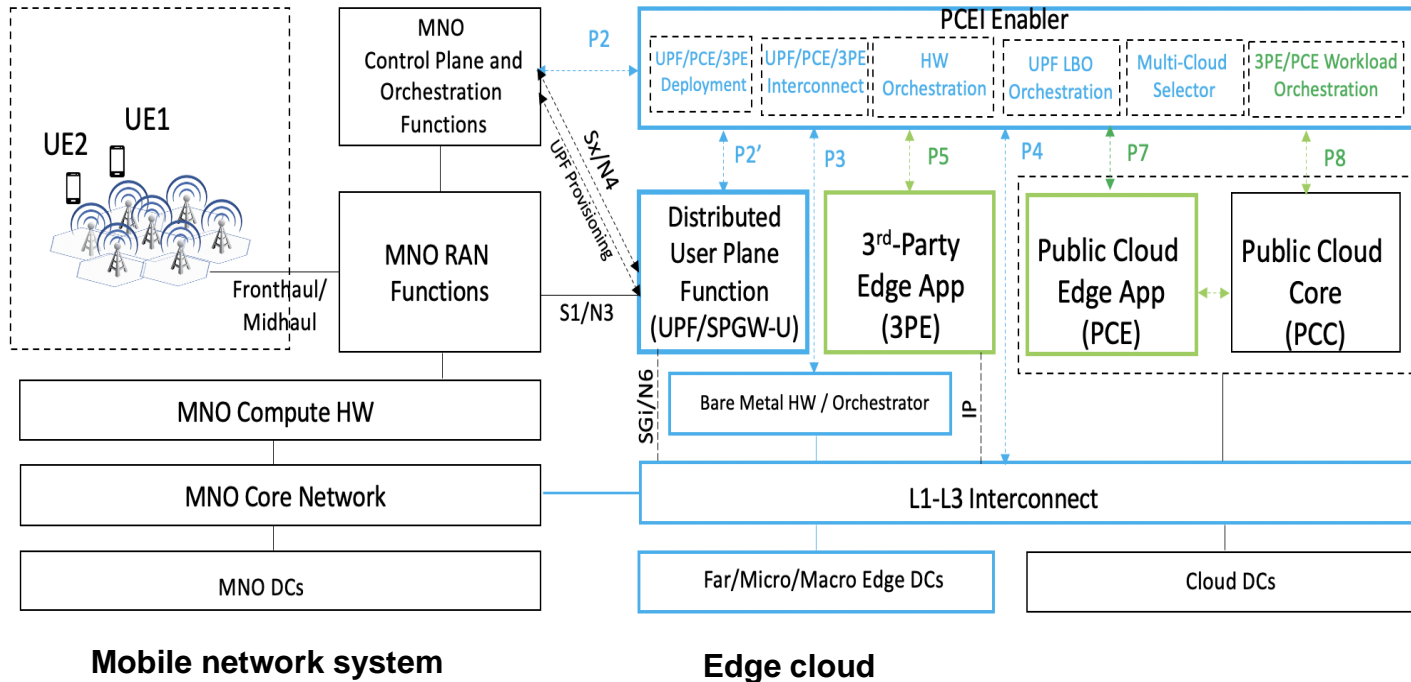 MNO
Control Plane and
Orchestration
Functions
P2
PCEI Enabler
UPF/PCE/3PE
Deployment
UPF/PCE/3PE
Interconnect
HW
Orchestration
UPF LBO
Orchestration
Multi-Cloud
Selector
3PE/PCE Workload
Orchestration
UE1
UE2
Sx/N4
UPF Provisioning
P2’
P3
P5
P4
P7
P8
MNO RAN
Functions
Fronthaul/
Midhaul
S1/N3
Distributed
User Plane
Function
(UPF/SPGW-U)
3rd-Party
Edge App
(3PE)
Public Cloud
Edge App
(PCE)
Public Cloud
Core
(PCC)
MNO Compute HW
SGi/N6
Bare Metal HW / Orchestrator
IP
MNO Core Network
L1-L3 Interconnect
MNO DCs
Far/Micro/Macro Edge DCs
Cloud DCs
Mobile network system
Edge cloud